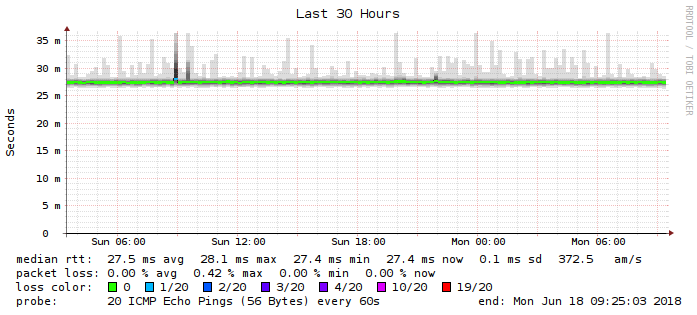 Last 30 Hours
RRDTOOL / TOBI OETIKER
Seconds
35 m
30 m
25 m
20 m
15 m
10 m
5 m
0
Sun 06:00 Sun 12:00 Sun 18:00 Mon 00:00 Mon 06:00
median rtt: 27.5 ms avg 28.1 ms max 27.4 ms min 27.4 ms now 0.1 ms sd 372.5 am/s
packet loss: 0.00 % avg 0.42 % max 0.00 % min 0.00 % now
loss color: 0 1/20 2/20 3/20 4/20 10/20 19/20
probe: 20 ICMP Echo Pings (56 Bytes) every 60s end: Mon Jun 18 09:25:03 2018